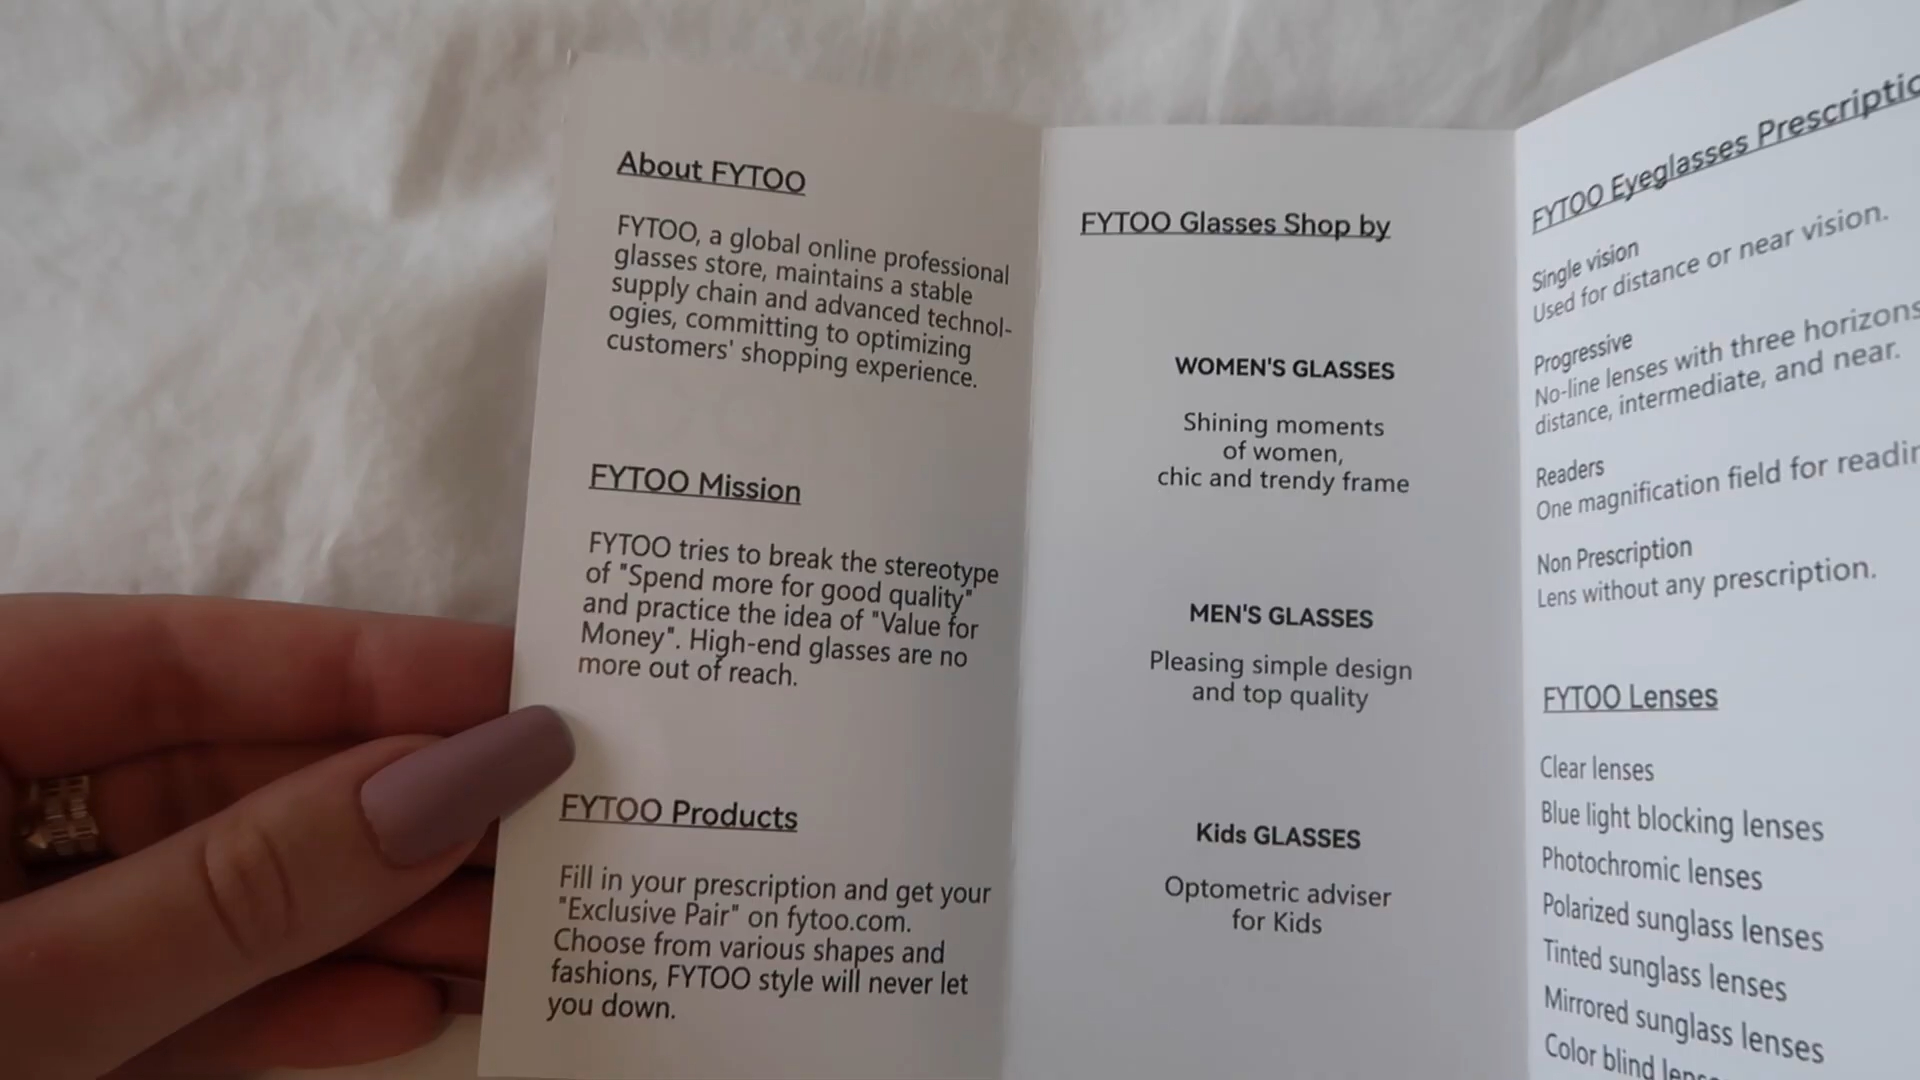 About FYTOO
FYTOO, a global online professional
glasses store, maintains a stable
supply chain and advanced technol-
ogies, committing to optimizing
customers' shopping experience.
FYTOO Mission
FYTOO tries to break the stereotype
of "Spend more for good quality"
and practice the idea of "Value for
Money". High-end glasses are no
more out of reach.
FYTOO Products
Fill in your prescription and get your
"Exclusive Pair" on fytoo.com.
Choose from various shapes and
fashions, FYTOO style will never let
you down.
FYTOO Glasses Shop by
WOMEN'S GLASSES
Shining moments
of women,
chic and trendy frame
MEN'S GLASSES
Pleasing simple design
and top quality
Kids GLASSES
Optometric adviser
for Kids
FYTOO Eyeglasses
Single vision
Used for distance or near vision.
Progressive
No-line lenses with three horizons
distance, intermediate, and near.
Readers
One magnification field for
Non Prescription
Lens without any prescription.
FYTOO Lenses
Clear lenses
Blue light blocking lenses
Photochromic lenses
Polarized sunglass lenses
Tinted sunglass lenses
Mirrored sunglass lenses
Color blind